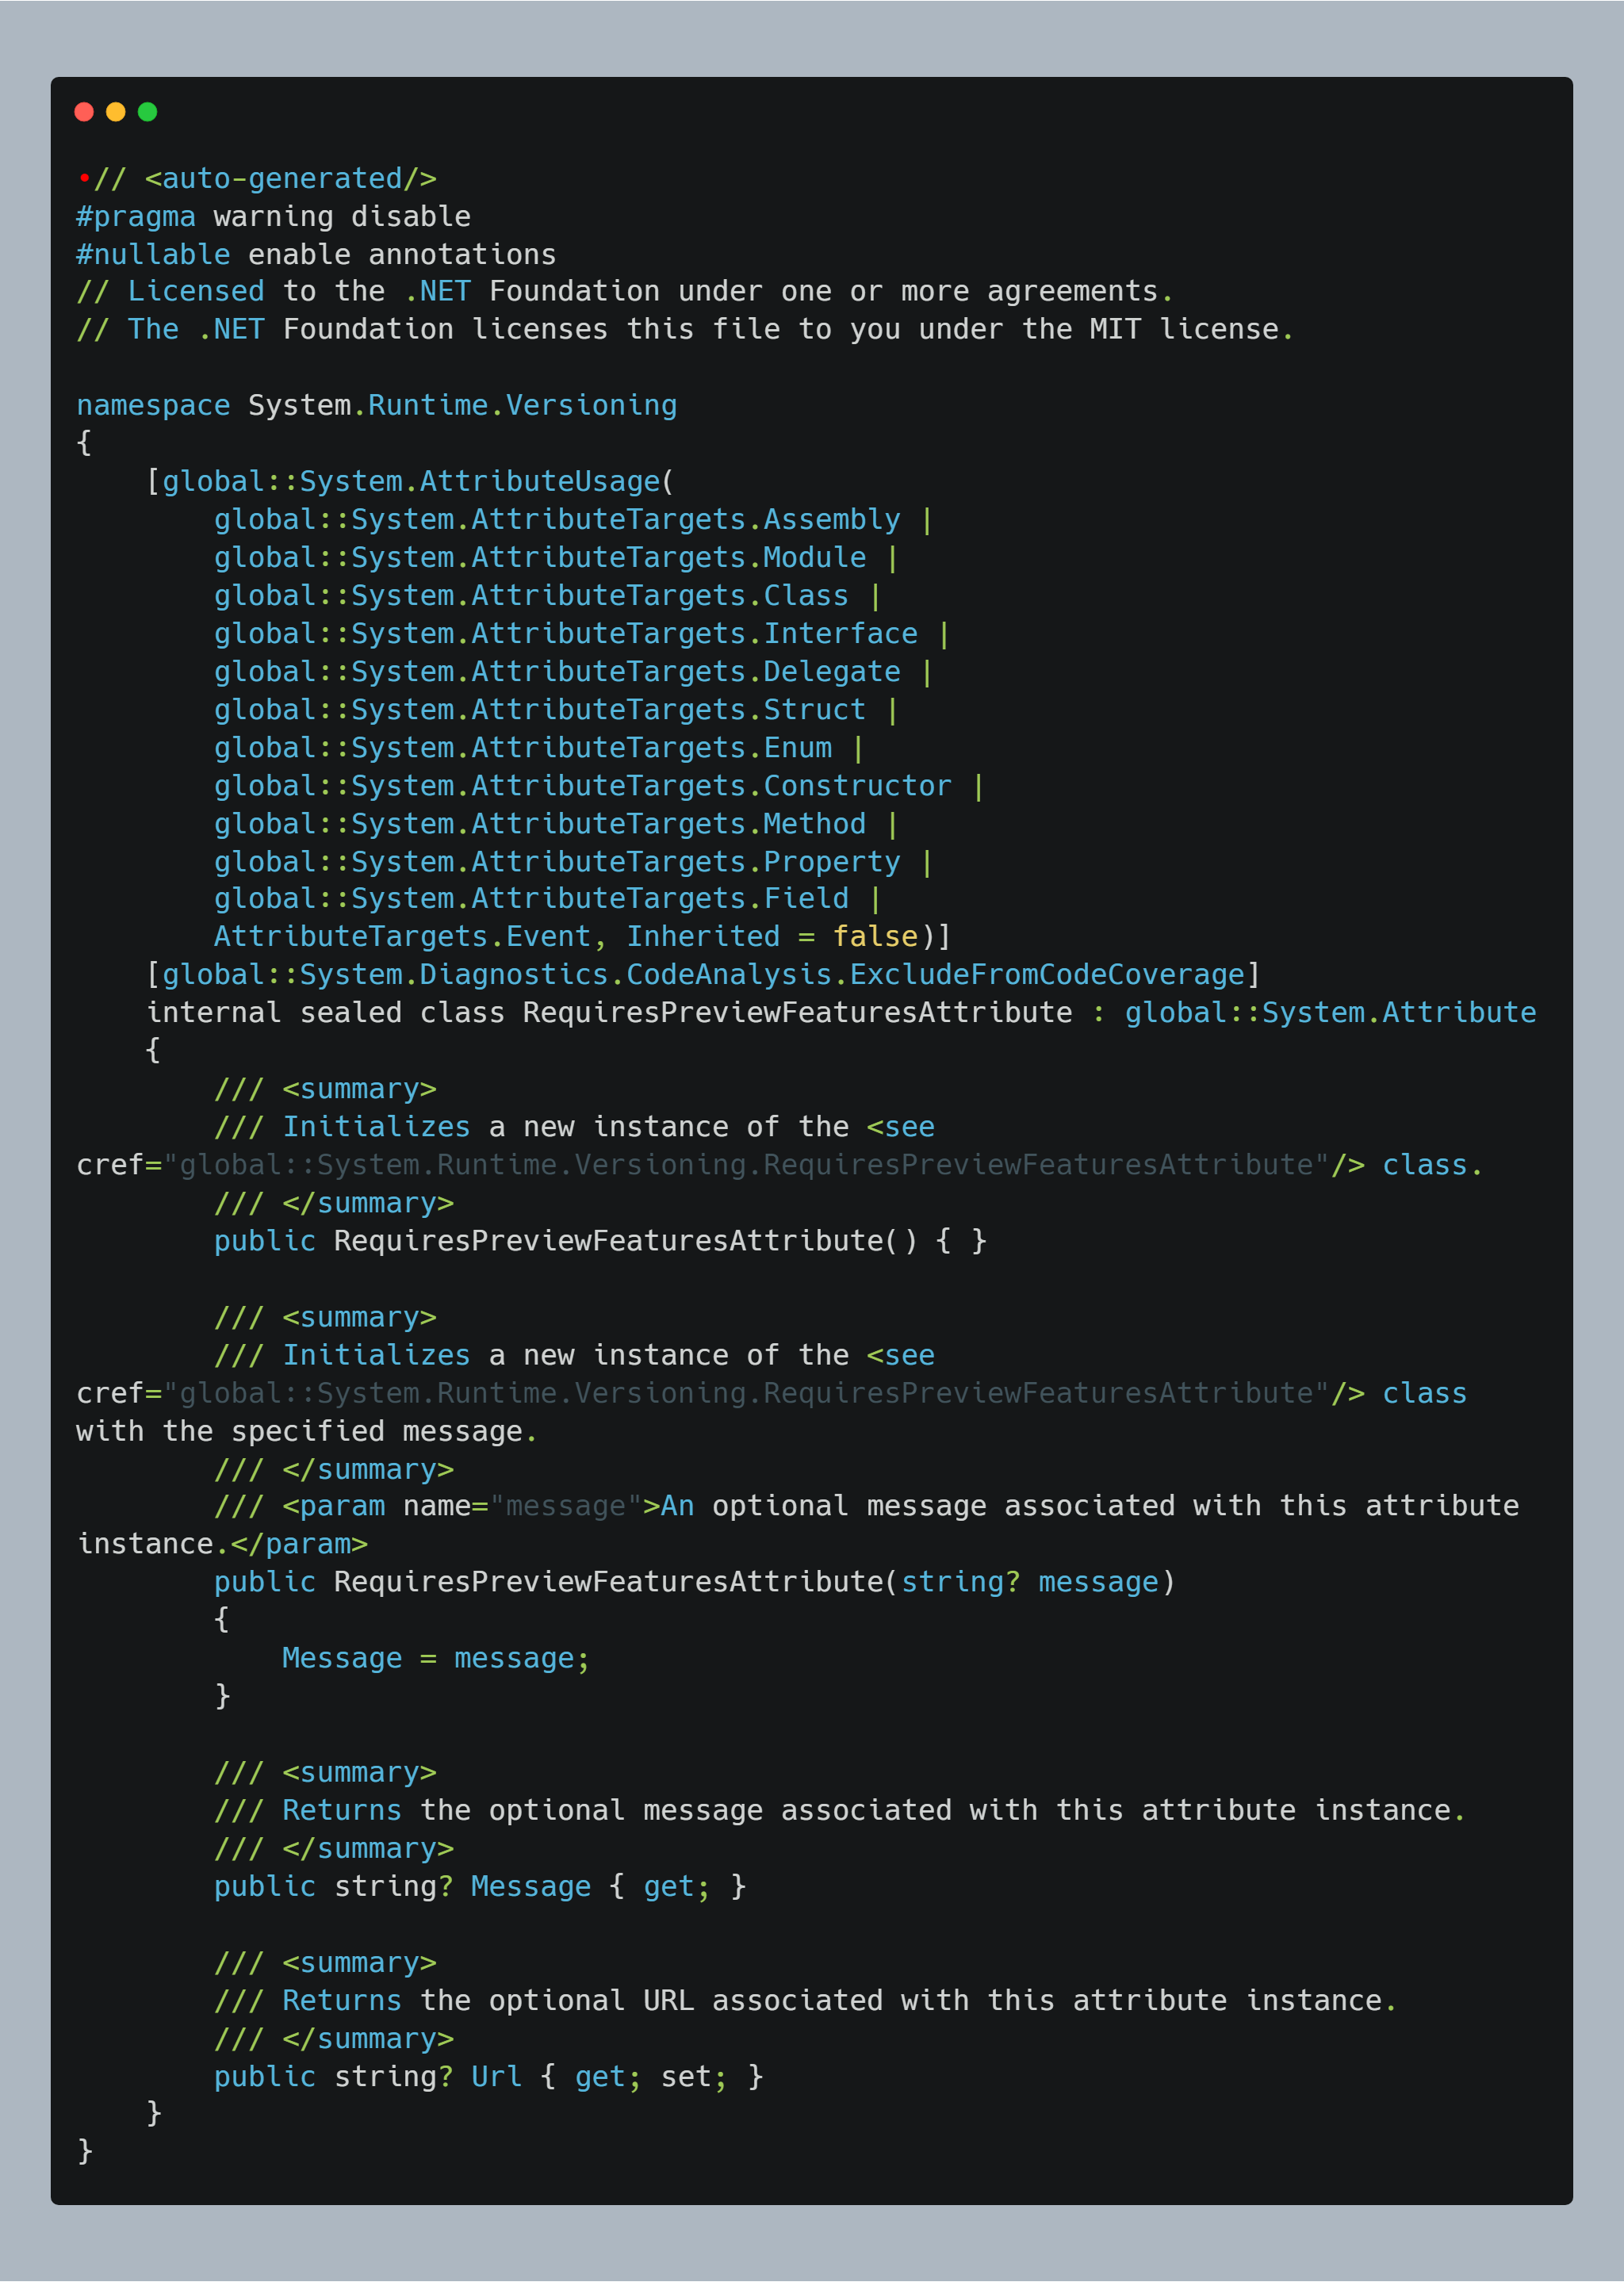 •// <auto-generated/>
#pragma warning disable
#nullable enable annotations
// Licensed to the .NET Foundation under one or more agreements.
// The .NET Foundation licenses this file to you under the MIT license.

namespace System.Runtime.Versioning
{
    [global::System.AttributeUsage(
        global::System.AttributeTargets.Assembly |
        global::System.AttributeTargets.Module |
        global::System.AttributeTargets.Class |
        global::System.AttributeTargets.Interface |
        global::System.AttributeTargets.Delegate |
        global::System.AttributeTargets.Struct |
        global::System.AttributeTargets.Enum |
        global::System.AttributeTargets.Constructor |
        global::System.AttributeTargets.Method |
        global::System.AttributeTargets.Property |
        global::System.AttributeTargets.Field |
        AttributeTargets.Event, Inherited = false)]
    [global::System.Diagnostics.CodeAnalysis.ExcludeFromCodeCoverage]
    internal sealed class RequiresPreviewFeaturesAttribute : global::System.Attribute
    {
        /// <summary>
        /// Initializes a new instance of the <see
cref="global::System.Runtime.Versioning.RequiresPreviewFeaturesAttribute"/> class.
        /// </summary>
        public RequiresPreviewFeaturesAttribute() { }

        /// <summary>
        /// Initializes a new instance of the <see
cref="global::System.Runtime.Versioning.RequiresPreviewFeaturesAttribute"/> class
with the specified message.
        /// </summary>
        /// <param name="message">An optional message associated with this attribute
instance.</param>
        public RequiresPreviewFeaturesAttribute(string? message)
        {
            Message = message;
        }

        /// <summary>
        /// Returns the optional message associated with this attribute instance.
        /// </summary>
        public string? Message { get; }

        /// <summary>
        /// Returns the optional URL associated with this attribute instance.
        /// </summary>
        public string? Url { get; set; }
    }
}